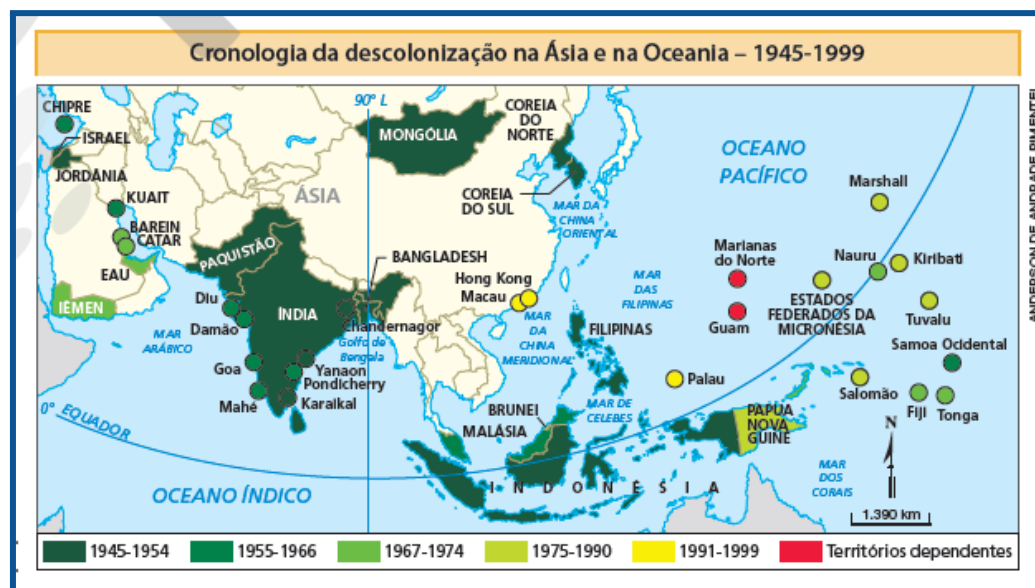 Cronologia da descolonização na Ásia e na Oceania – 1945-1999
CHIPRE
ISRAEL
JORDANIA
KUAIT
BAREIN
CATAR
EAU
IÊMEN
90º L
MONGÓLIA
ÁSIA
COREIA
DO
NORTE
COREIA
DO SUL
MAR DA
CHINA
ORIENTAL
OCEANO
PACÍFICO
PAQUISTÃO
ÍNDIA
BANGLADESH
Hong Kong
Macau
Diu
Damão
Goa
Mahé
MAR
ARÁBICO
Chandernagor
Golfo de
Bengala
Yanaon
Pondicherry
Karaikal
MAR
DA
CHINA
MERIDIONAL
FILIPINAS
MAR
DAS
FILIPINAS
Marianas
do Norte
Guam
Marshall
Nauru
Kiribati
ESTADOS
FEDERADOS DA
MICRONÉSIA
Tuvalu
Samoa Ocidental
Palau
Salomão
Fiji
Tonga
BRUNEI
MALÁSIA
MAR DE
CELEBES
PAPUA
NOVA
GUINÉ
INDONÉSIA
0º EQUADOR
OCEANO ÍNDICO
MAR
DOS
CORAIS
N
1.390 km
1945-1954
1955-1966
1967-1974
1975-1990
1991-1999
Territórios dependentes
ANDERSON DE ANDRADE PIMENTEL